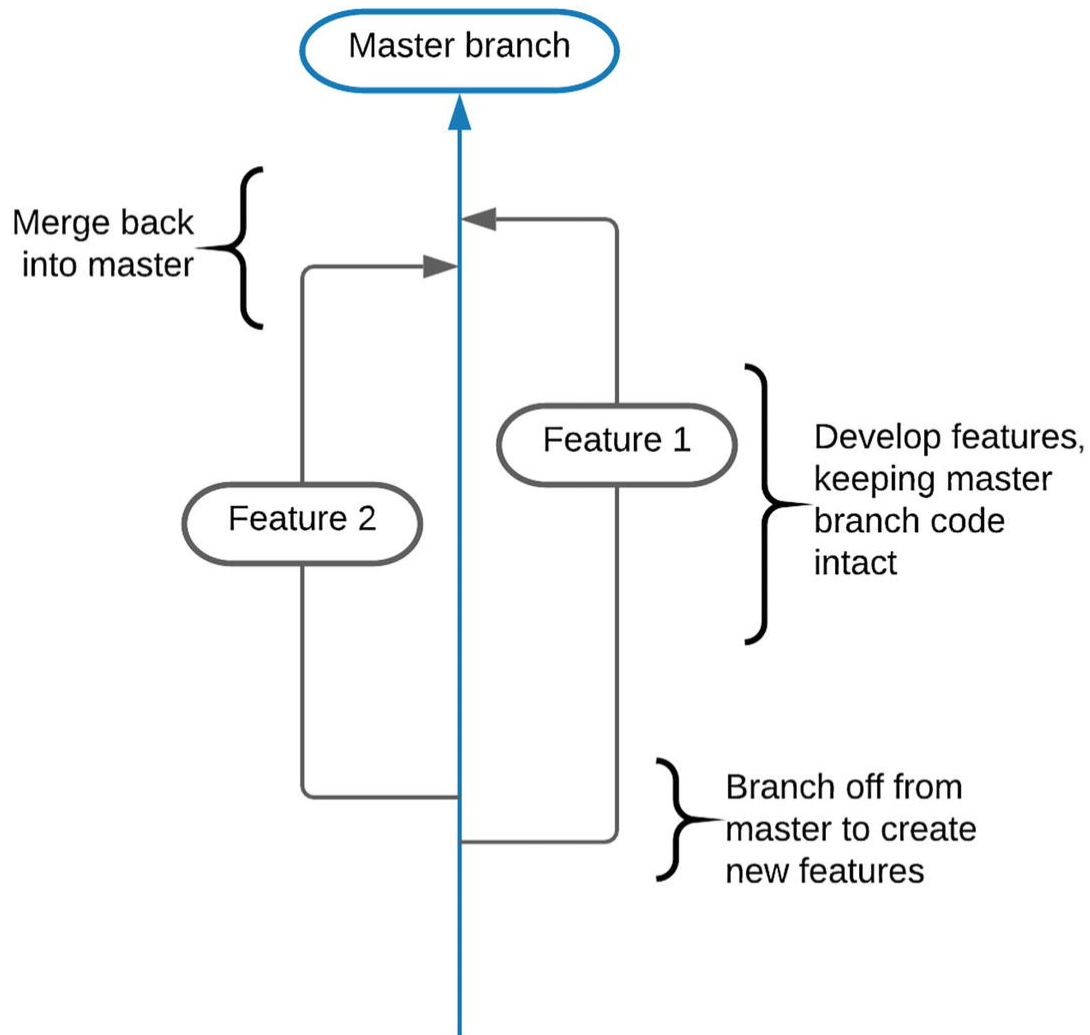 Master branch
Merge back
into master
Feature 1
Develop features,
keeping master
branch code
intact
Feature 2
Branch off from
master to create
new features